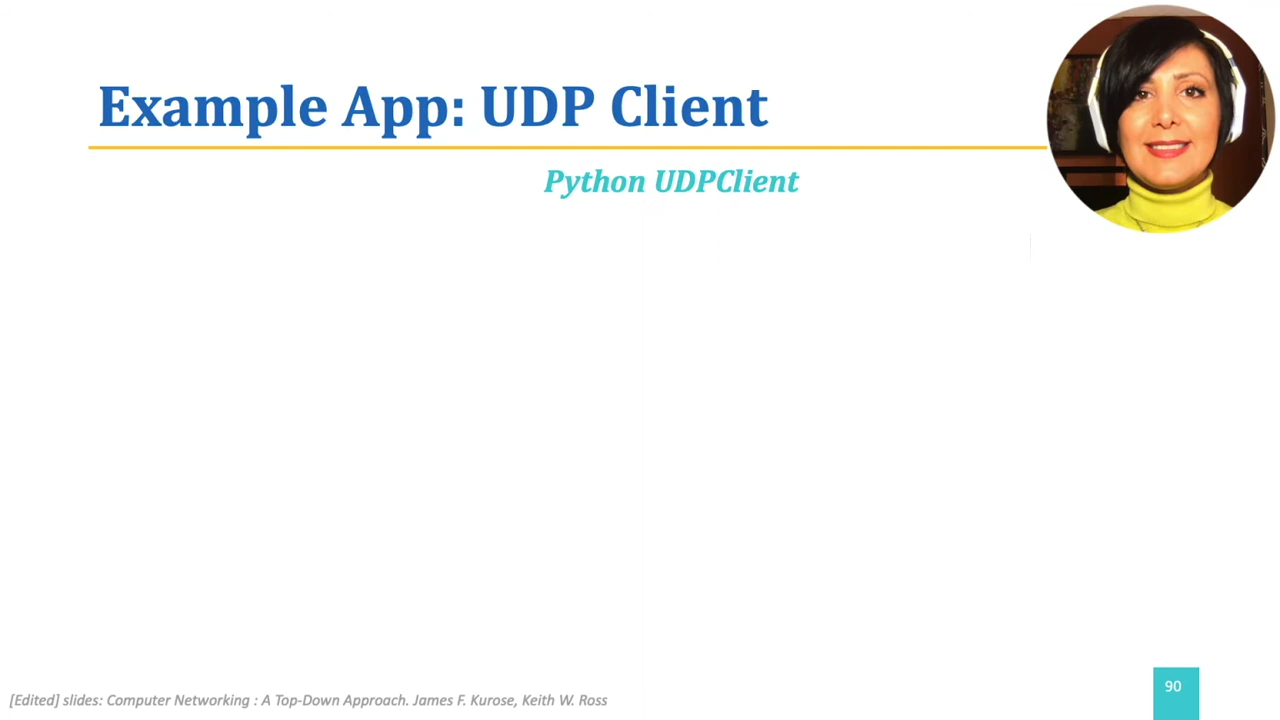 Example App: UDP Client
Python UDPClient
[Edited] slides: Computer Networking : A Top-Down Approach. James F. Kurose, Keith W. Ross
90